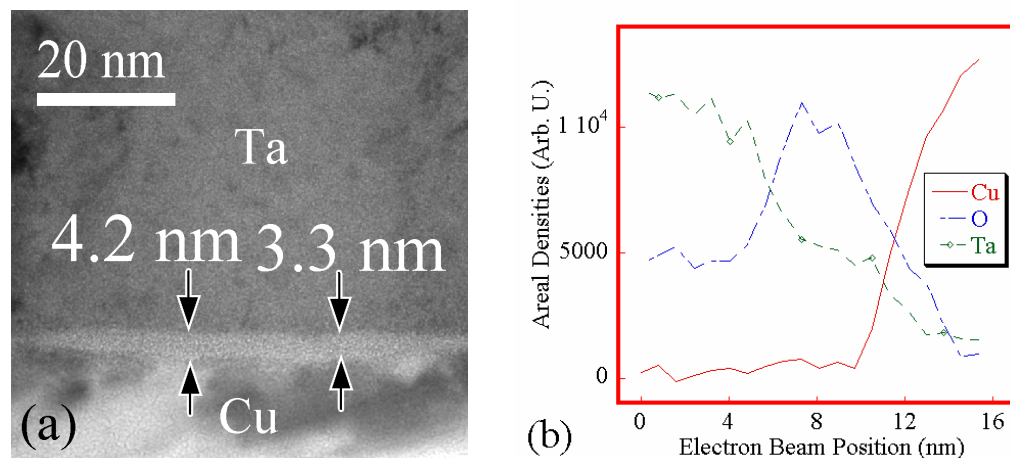 20 nm
Ta
4.2 nm 3.3 nm
Cu
(a)
Areal Densities (Arb. U.)
1 10⁴
5000
0
Cu
O
Ta
0 4 8 12 16
Electron Beam Position (nm)
(b)